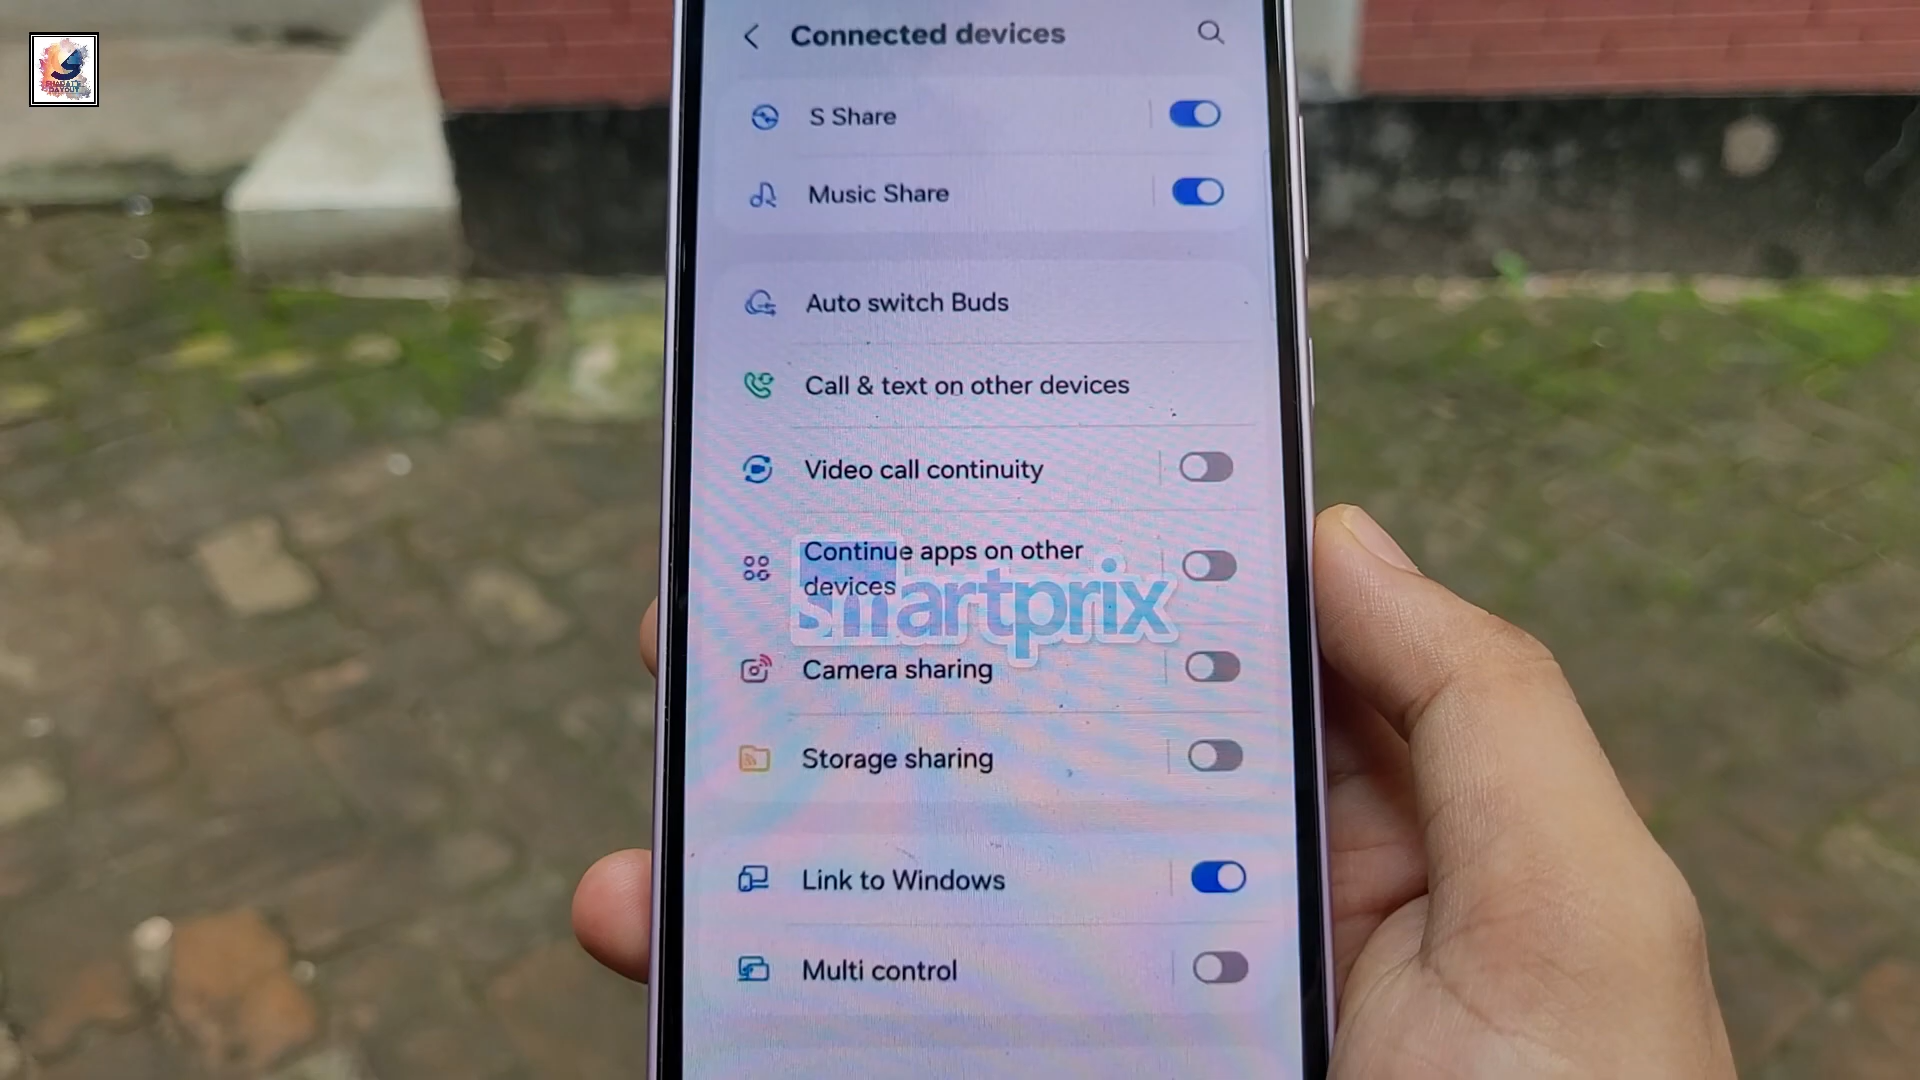 Connected devices
S Share
Music Share
Auto switch Buds
Call & text on other devices
Video call continuity
Continue apps on other
devices
smartprix
Camera sharing
Storage sharing
Link to Windows
Multi control